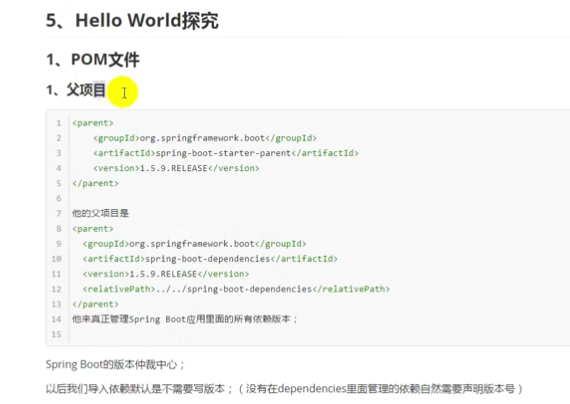 5、Hello World探究
1、POM文件
1、父项目
1 <parent>
2 <groupId>org.springframework.boot</groupId>
3 <artifactId>spring-boot-starter-parent</artifactId>
4 <version>1.5.9.RELEASE</version>
5 </parent>
6
7 他的父项目是
8 <parent>
9 <groupId>org.springframework.boot</groupId>
10 <artifactId>spring-boot-dependencies</artifactId>
11 <version>1.5.9.RELEASE</version>
12 <relativePath>../../spring-boot-dependencies</relativePath>
13 </parent>
14 他来真正管理Spring Boot应用里面的所有依赖版本；
15
Spring Boot的版本仲裁中心；
以后我们导入依赖默认是不需要写版本；（没有在dependencies里面管理的依赖自然需要声明版本号）